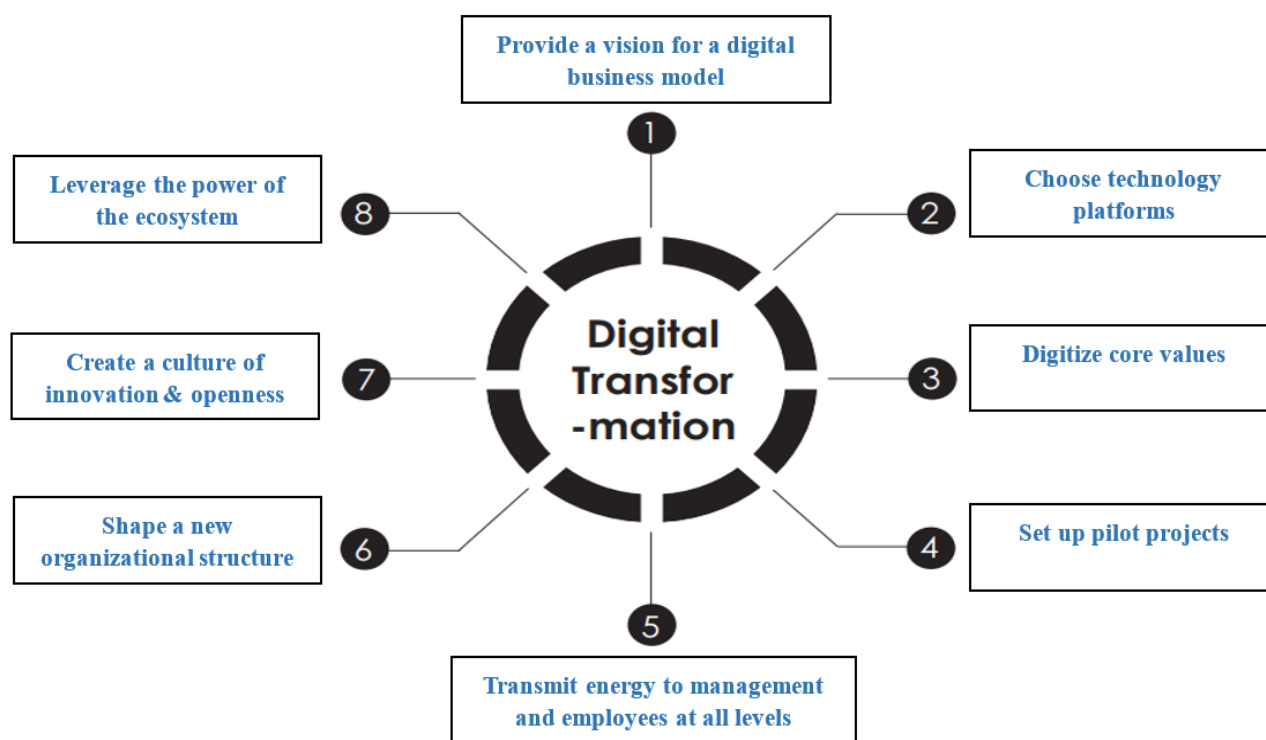 Provide a vision for a digital
business model
1
Choose technology
platforms
2
Digitize core values
3
Set up pilot projects
4
5
Transmit energy to management
and employees at all levels
Shape a new
organizational structure
6
Create a culture of
innovation & openness
7
Leverage the power of
the ecosystem
8
Digital
Transfor
-mation